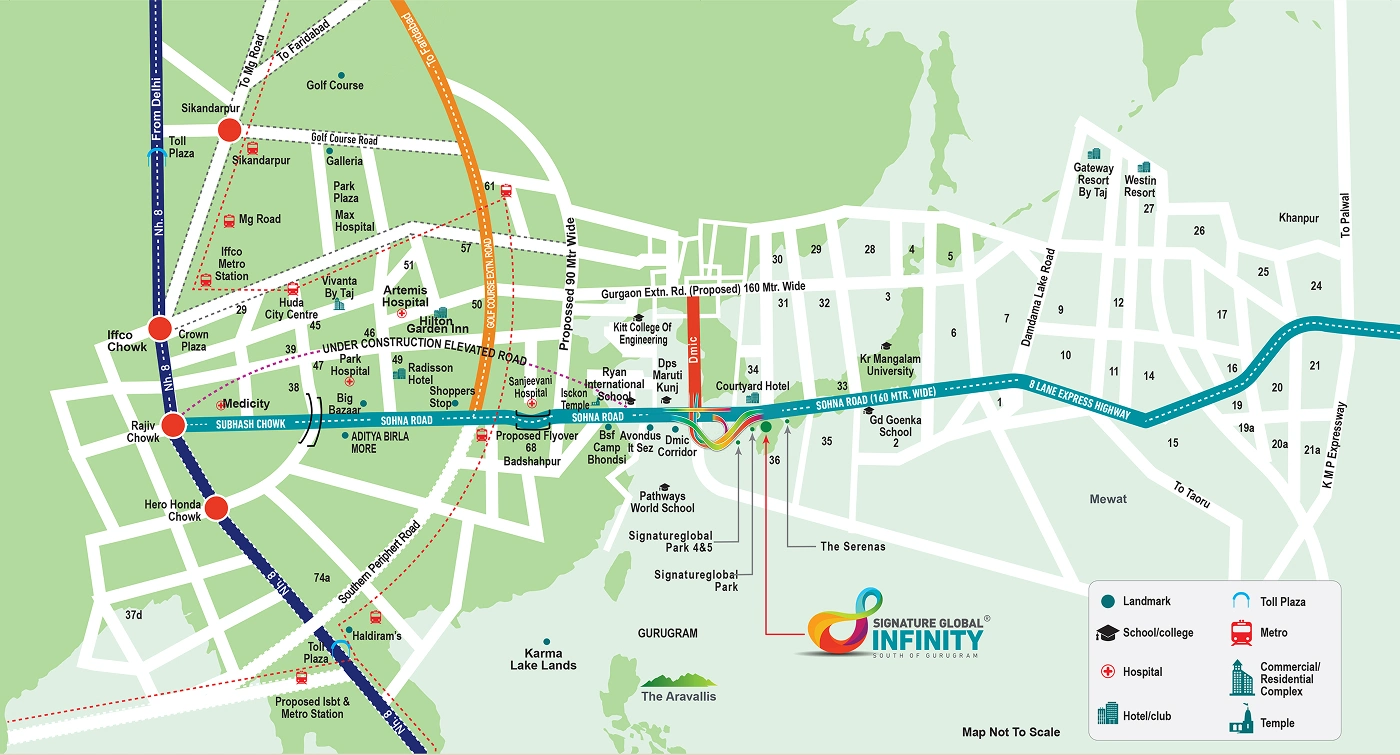 From Delhi
To Mg Road
To Faridabad
To Faridabad
Golf Course
Sikandarpur
Toll
Plaza
Golf Course Road
Sikandarpur
Galleria
Park
Plaza
Max
Hospital
Mg Road
Nh. 8
Iffco
Metro
Station
61
57
51
50
GOLF COURSE EXTN. ROAD
Propossed 90 Mtr Wide
Vivanta
By Taj
Artemis
Hospital
Huda
City Centre
29
45
46
Hilton
Garden Inn
Iffco
Chowk
Crown
Plaza
UNDER CONSTRUCTION ELEVATED ROAD
39
47
49
38
Park
Hospital
Radisson
Hotel
Shoppers
Stop
Big
Bazaar
Medicity
Nh. 8
Rajiv
Chowk
SUBHASH CHOWK
SOHNA ROAD
SOHNA ROAD
ADITYA BIRLA
MORE
Sanjeevani
Hospital
Isckon
Temple
Ryan
International
School
Dps
Maruti
Kunj
Kitt College Of
Engineering
Gurgaon Extn. Rd. (Proposed) 160 Mtr. Wide
Dmic
Proposed Flyover
68
Badshahpur
Bsf
Camp
Bhondsi
Avondus
It Sez
Dmic
Corridor
Courtyard Hotel
34
30
29
28
4
5
31
32
3
33
Kr Mangalam
University
SOHNA ROAD (160 MTR. WIDE)
Gd Goenka
School
2
35
36
6
7
1
Damdama Lake Road
9
10
11
12
14
15
16
17
19
19a
20
20a
21
21a
24
25
26
27
Gateway
Resort
By Taj
Westin
Resort
Khanpur
To Palwal
8 LANE EXPRESS HIGHWAY
K M P Expressway
To Taoru
Mewat
Hero Honda
Chowk
Nh. 8
74a
37d
Southern Periphert Road
Haldiram's
Toll
Plaza
Proposed Isbt &
Metro Station
Nh. 8
Pathways
World School
Signatureglobal
Park 4&5
Signatureglobal
Park
The Serenas
Karma
Lake Lands
GURUGRAM
The Aravallis
SIGNATURE GLOBAL®
INFINITY
SOUTH OF GURUGRAM
Map Not To Scale
Landmark
School/college
Hospital
Hotel/club
Toll Plaza
Metro
Commercial/
Residential
Complex
Temple